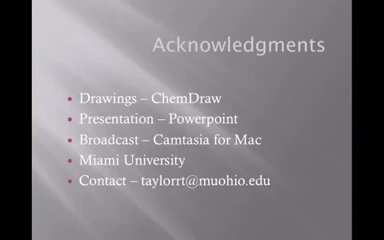 Acknowledgments
Drawings – ChemDraw
Presentation – Powerpoint
Broadcast – Camtasia for Mac
Miami University
Contact – taylorrt@muohio.edu